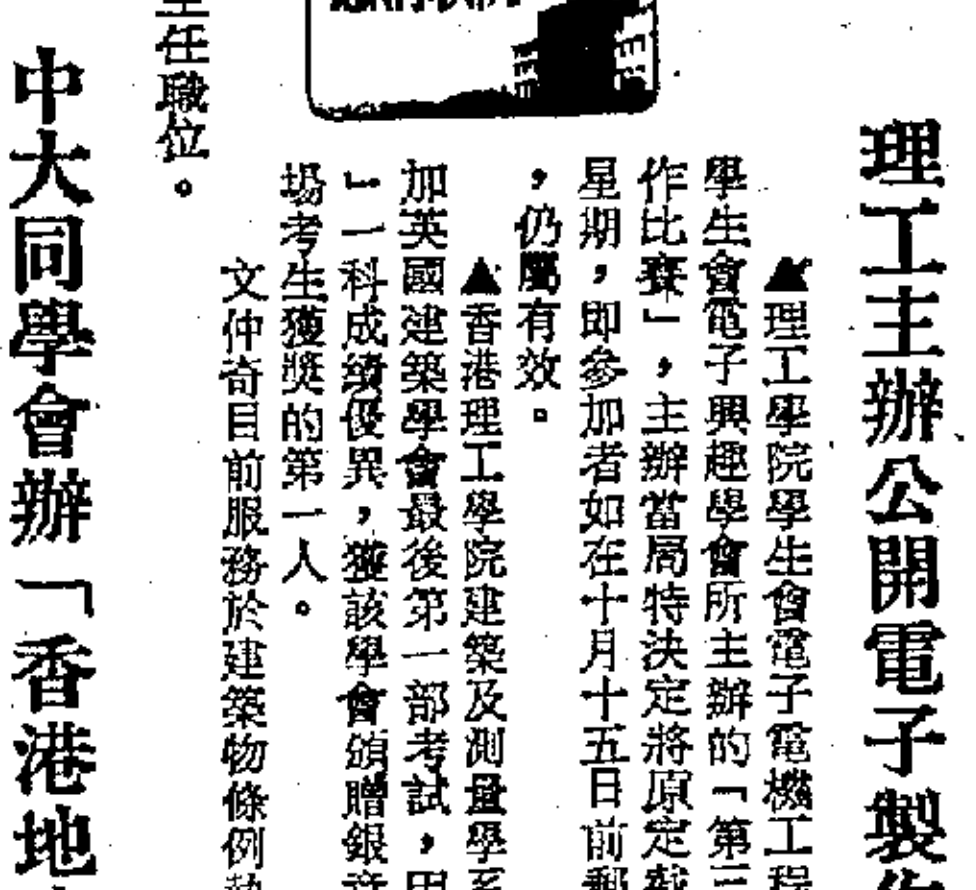 理工主辦公開電子製
▲理工學院學生會電子電機工程
學生會電子興趣學會所主辦的「第三
作比賽」，主辦當局特決定將原定截
星期，即參加者如在十月十五日前郵
，仍屬有效。
▲香港理工學院建築及測量學系
加英國建築學會最後第一部考試，由
」一科成績優異，獲該學會頒贈銀章
場考生獲獎的第一人。
文仲奇目前服務於建築物條例執
主任職位。
中大同學會辦「香港地